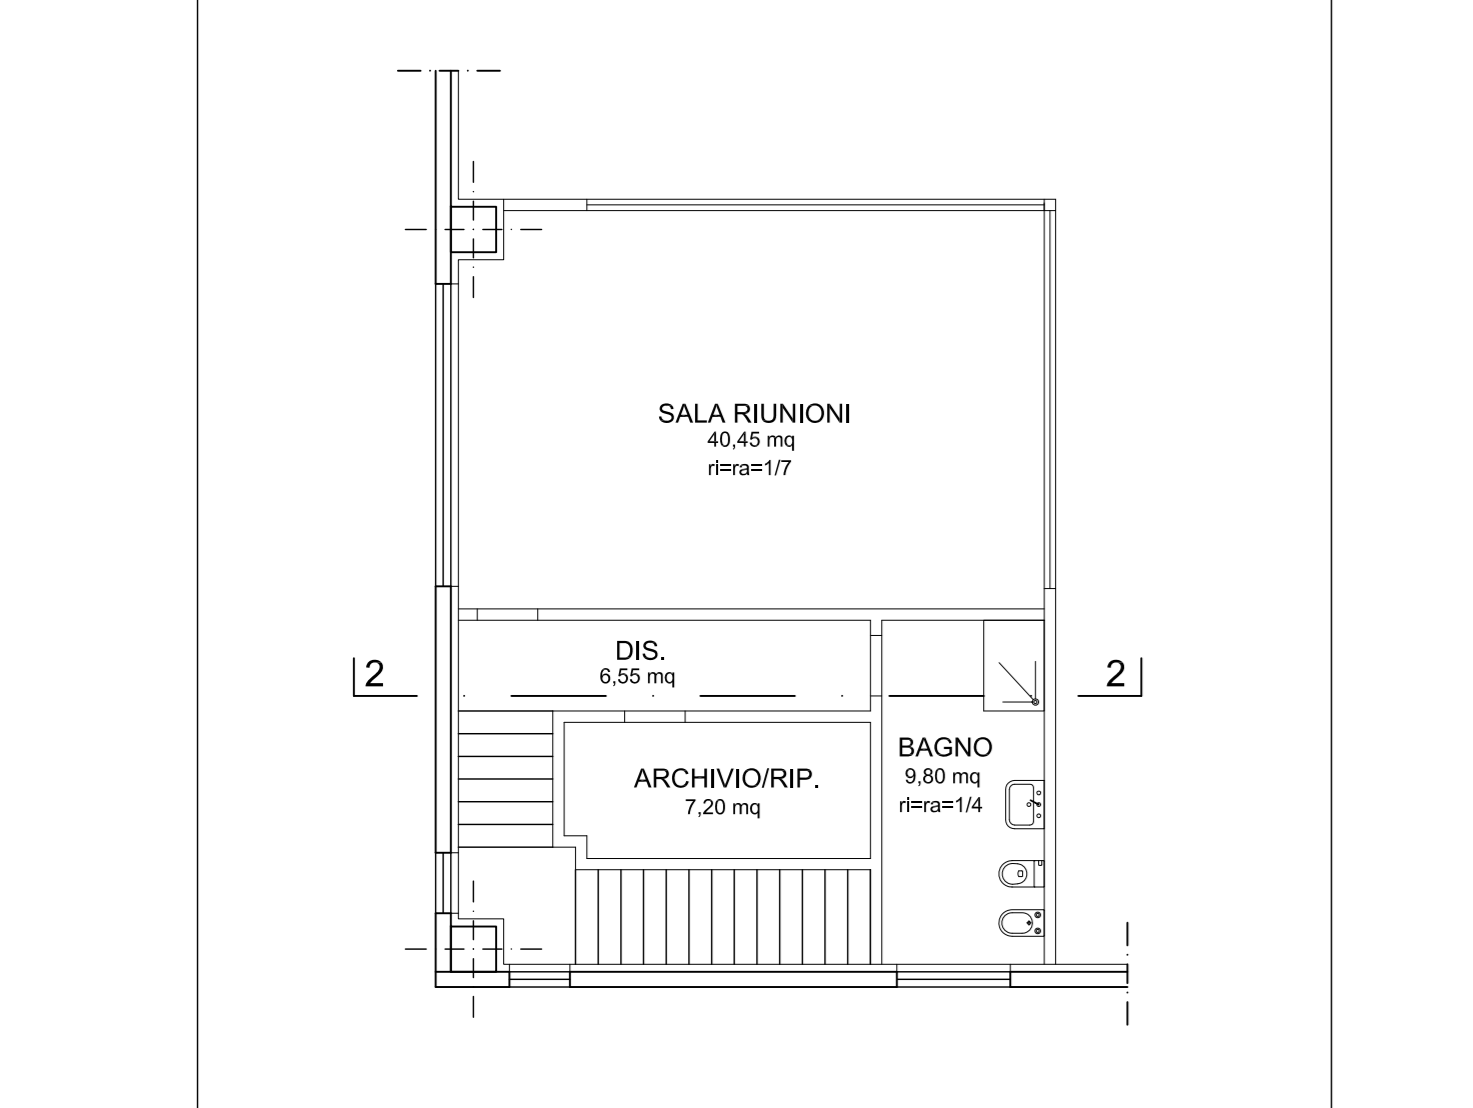 SALA RIUNIONI
40,45 mq
ri=ra=1/7
DIS.
6,55 mq
2
2
BAGNO
9,80 mq
ri=ra=1/4
ARCHIVIO/RIP.
7,20 mq